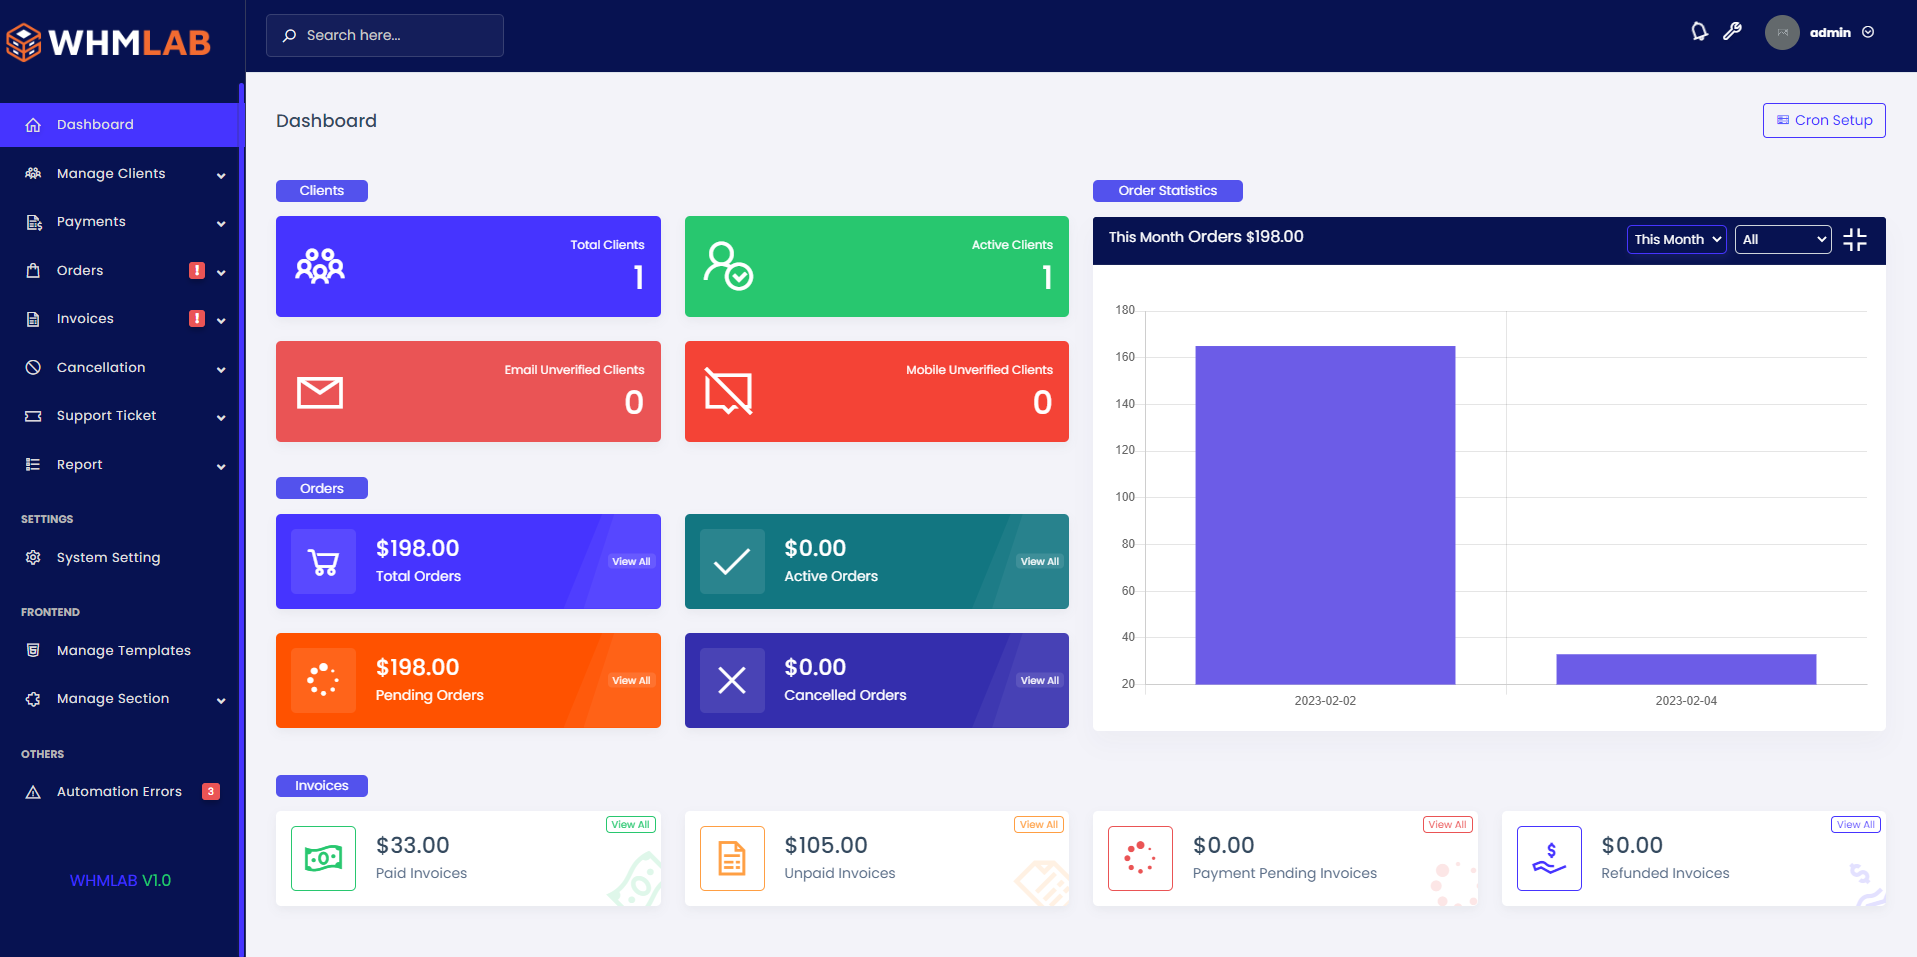 WHMLAB
Search here...
admin
Dashboard
Manage Clients
Payments
Orders !
Invoices !
Cancellation
Support Ticket
Report
SETTINGS
System Setting
FRONTEND
Manage Templates
Manage Section
OTHERS
Automation Errors 3
WHMLAB V1.0
Dashboard
Cron Setup
Clients
Total Clients
1
Active Clients
1
Email Unverified Clients
0
Mobile Unverified Clients
0
Orders
$198.00
Total Orders
View All
$0.00
Active Orders
View All
$198.00
Pending Orders
View All
$0.00
Cancelled Orders
View All
Order Statistics
This Month Orders $198.00
This Month
All
180
160
140
120
100
80
60
40
20
2023-02-02
2023-02-04
Invoices
View All
$33.00
Paid Invoices
View All
$105.00
Unpaid Invoices
View All
$0.00
Payment Pending Invoices
View All
$0.00
Refunded Invoices